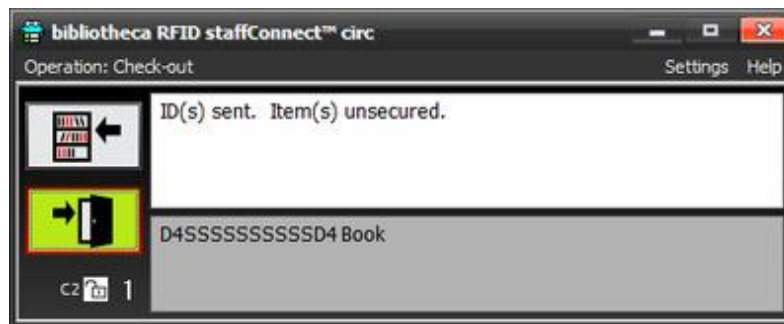 bibliotheca RFID staffConnect™ circ
Operation: Check-out Settings Help
ID(s) sent. Item(s) unsecured.
D4SSSSSSSSSSD4 Book
C2 1